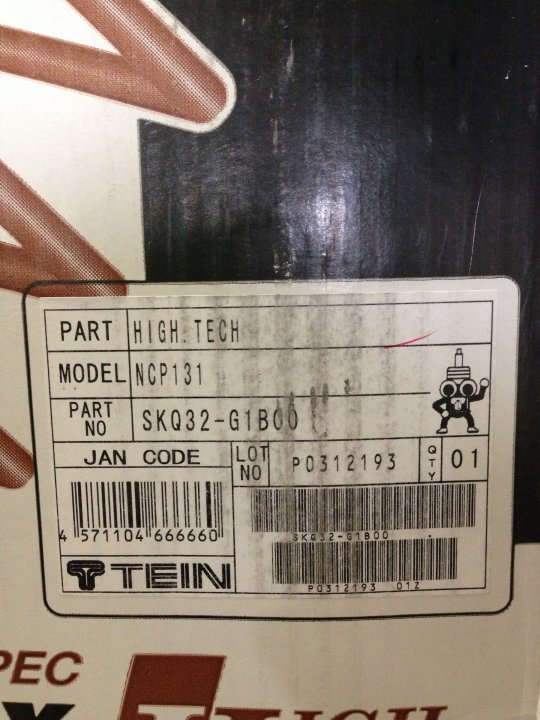 PART HIGH.TECH
MODEL NCP131
PART NO SKQ32-G1B00
JAN CODE
LOT NO P0312193
QTY 01
4 571104 666660
SKQ32-G1B00
TEIN
P0312193 01Z
PEC